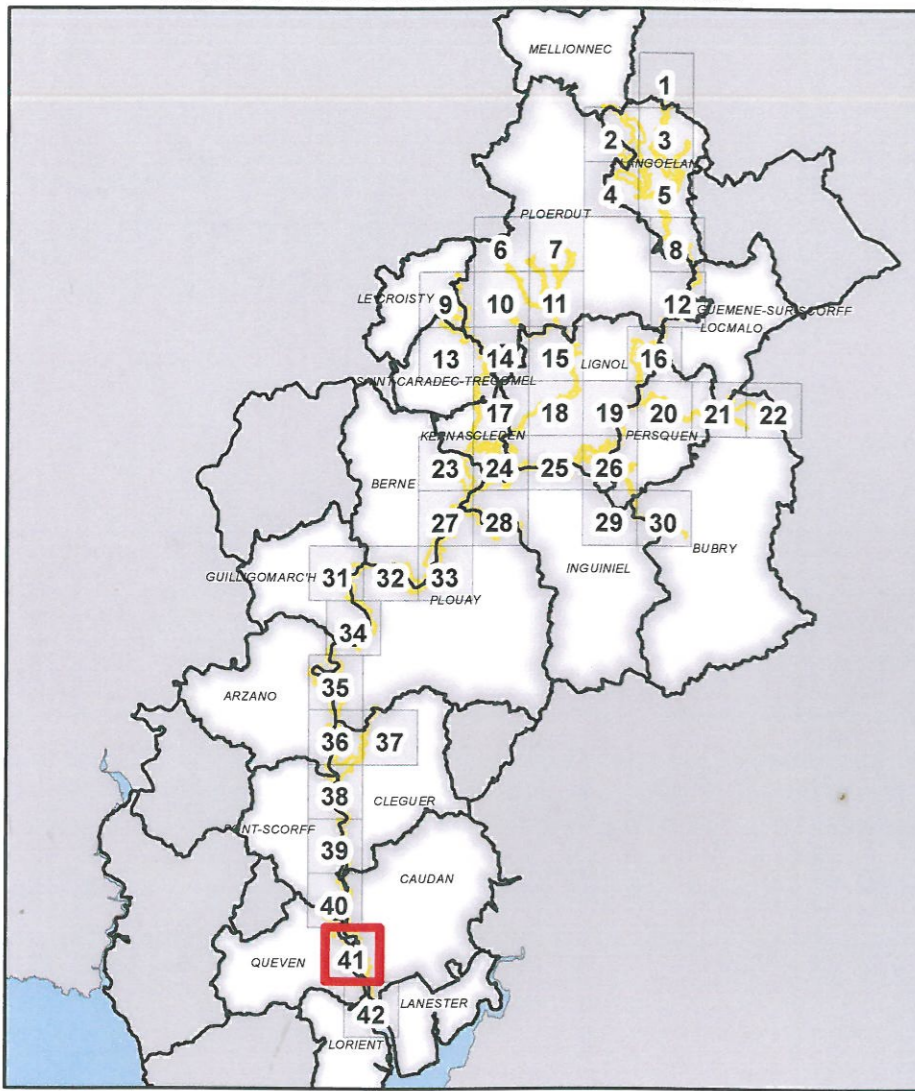 MELLIONNEC
1
2
3
LANGOELAN
4
5
PLOERDUT
6
7
8
LE CROISTY
9
10
11
12
GUEMENE-SUR-SCORFF
LOCMALO
13
14
15
LIGNOL
16
SAINT-CARADEC-TREGOMEL
17
18
19
20
21
22
KERNASCLEDEN
PERSQUEN
23
24
25
26
BERNE
27
28
29
30
BUBRY
INGUINIEL
GUILLIGOMARC'H
31
32
33
PLOUAY
34
ARZANO
35
36
37
38
CLEGUER
PONT-SCORFF
39
CAUDAN
40
QUEVEN
41
LANESTER
42
LORIENT